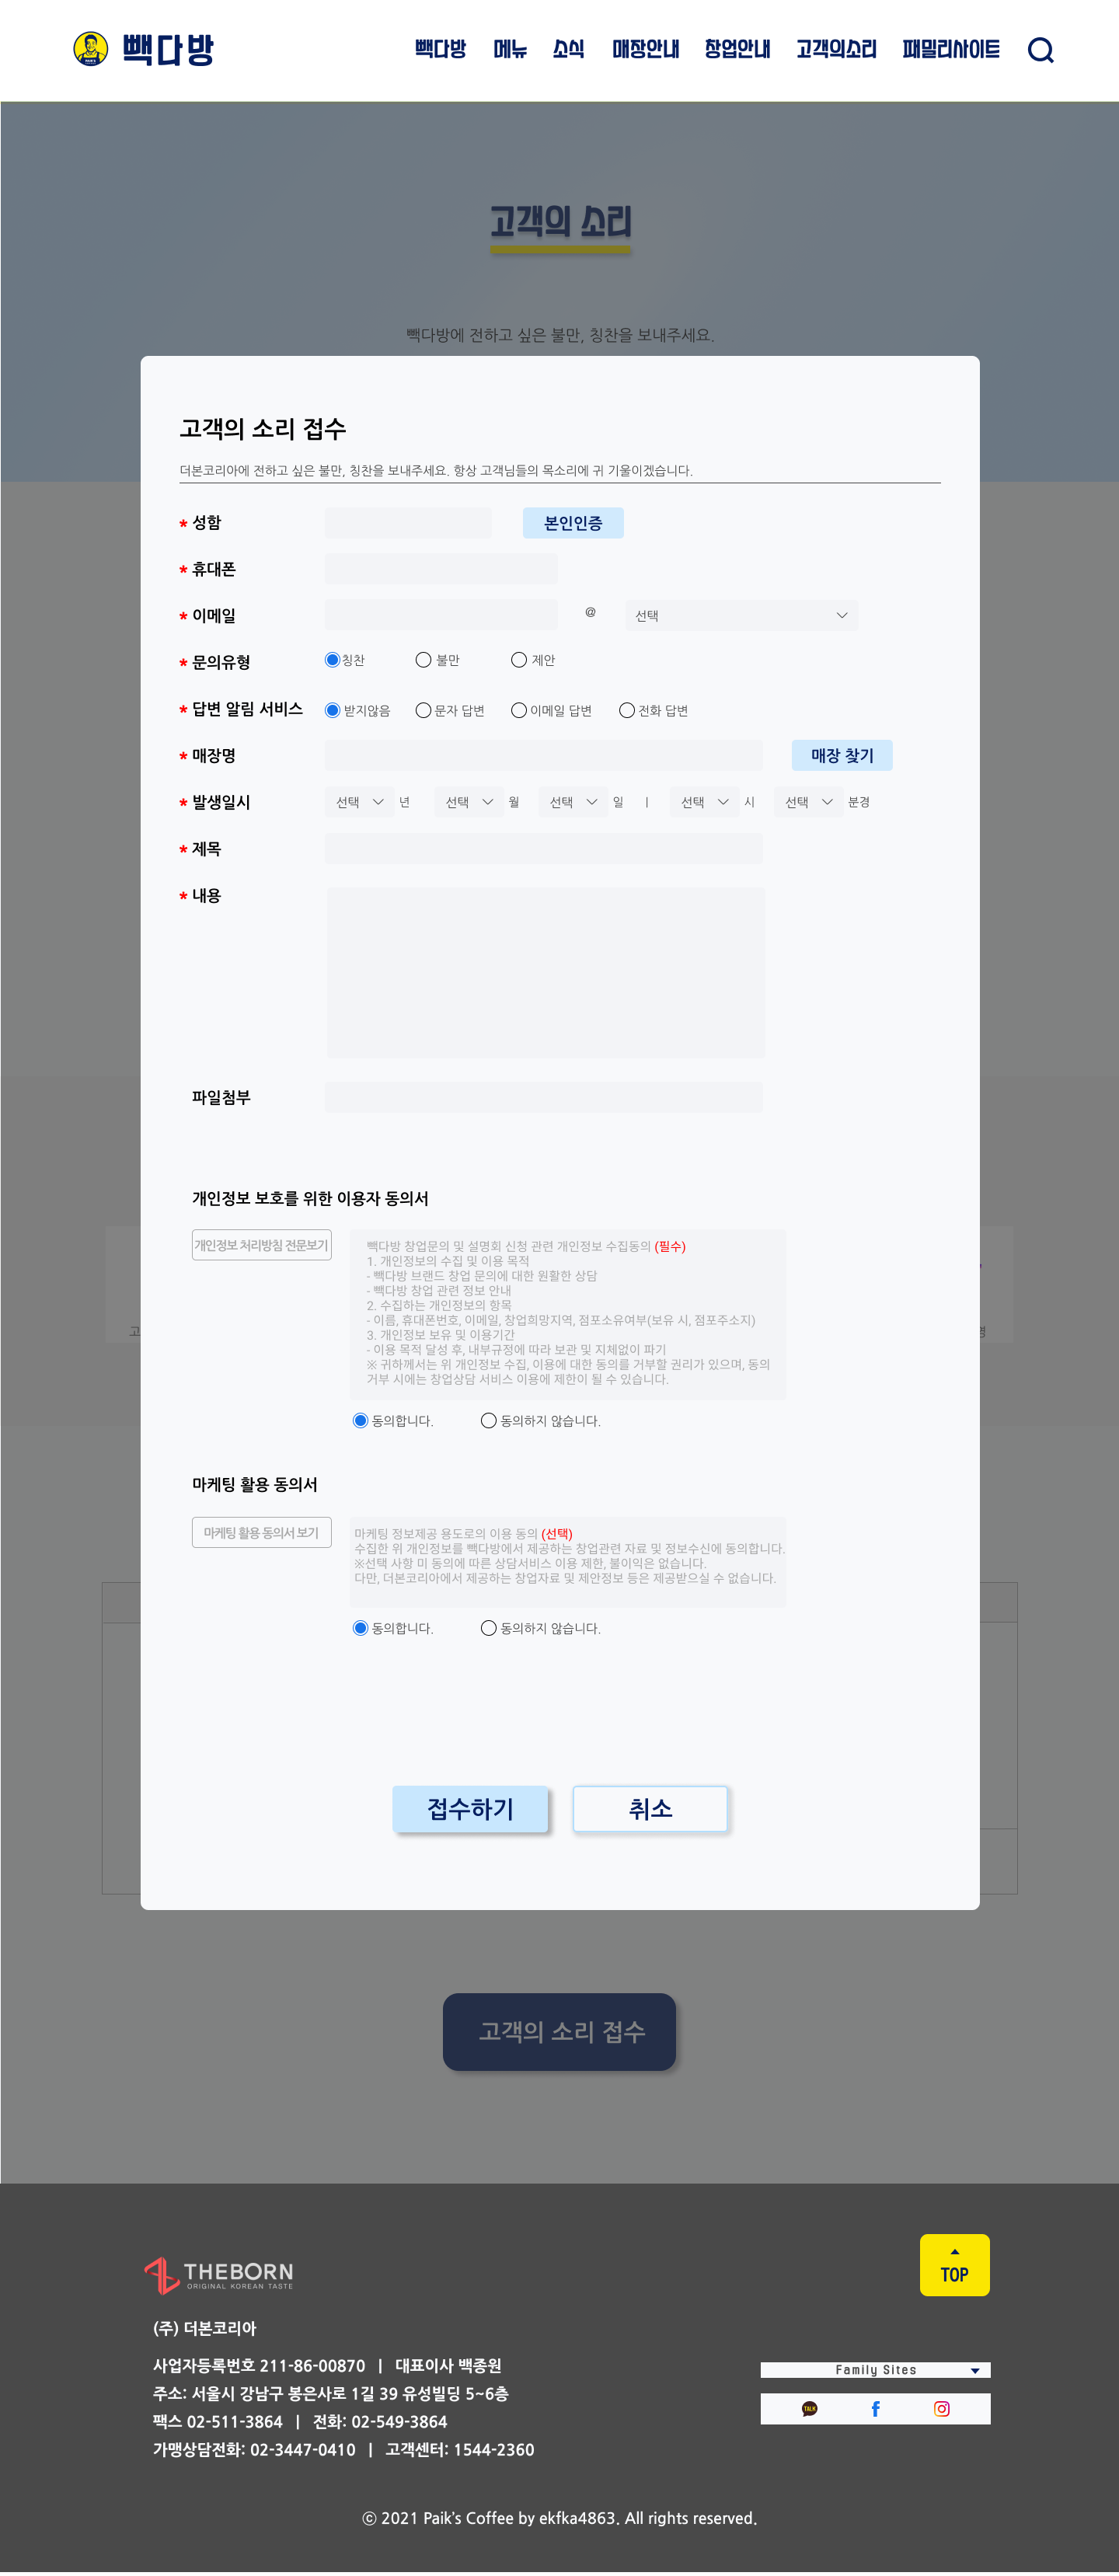 빽다방
빽다방 메뉴 소식 매장안내 창업안내 고객의소리 패밀리사이트
고객의 소리
빽다방에 전하고 싶은 불만, 칭찬을 보내주세요.
고객의 소리 접수
더본코리아에 전하고 싶은 불만, 칭찬을 보내주세요. 항상 고객님들의 목소리에 귀 기울이겠습니다.
* 성함 본인인증
* 휴대폰
* 이메일 @ 선택
* 문의유형 칭찬 불만 제안
* 답변 알림 서비스 받지않음 문자 답변 이메일 답변 전화 답변
* 매장명 매장 찾기
* 발생일시 선택 년 선택 월 선택 일 | 선택 시 선택 분경
* 제목
* 내용
파일첨부
개인정보 보호를 위한 이용자 동의서
개인정보 처리방침 전문보기
빽다방 창업문의 및 설명회 신청 관련 개인정보 수집동의 (필수)
1. 개인정보의 수집 및 이용 목적
- 빽다방 브랜드 창업 문의에 대한 원활한 상담
- 빽다방 창업 관련 정보 안내
2. 수집하는 개인정보의 항목
- 이름, 휴대폰번호, 이메일, 창업희망지역, 점포소유여부(보유 시, 점포주소지)
3. 개인정보 보유 및 이용기간
- 이용 목적 달성 후, 내부규정에 따라 보관 및 지체없이 파기
※ 귀하께서는 위 개인정보 수집, 이용에 대한 동의를 거부할 권리가 있으며, 동의
거부 시에는 창업상담 서비스 이용에 제한이 될 수 있습니다.
고
동의합니다. 동의하지 않습니다.
마케팅 활용 동의서
마케팅 활용 동의서 보기
마케팅 정보제공 용도로의 이용 동의 (선택)
수집한 위 개인정보를 빽다방에서 제공하는 창업관련 자료 및 정보수신에 동의합니다.
※선택 사항 미 동의에 따른 상담서비스 이용 제한, 불이익은 없습니다.
다만, 더본코리아에서 제공하는 창업자료 및 제안정보 등은 제공받으실 수 없습니다.
동의합니다. 동의하지 않습니다.
접수하기 취소
고객의 소리 접수
THEBORN
ORIGINAL KOREAN TASTE
TOP
(주) 더본코리아
사업자등록번호 211-86-00870 | 대표이사 백종원
주소: 서울시 강남구 봉은사로 1길 39 유성빌딩 5~6층
팩스 02-511-3864 | 전화: 02-549-3864
가맹상담전화: 02-3447-0410 | 고객센터: 1544-2360
Family Sites
TALK
ⓒ 2021 Paik's Coffee by ekfka4863. All rights reserved.